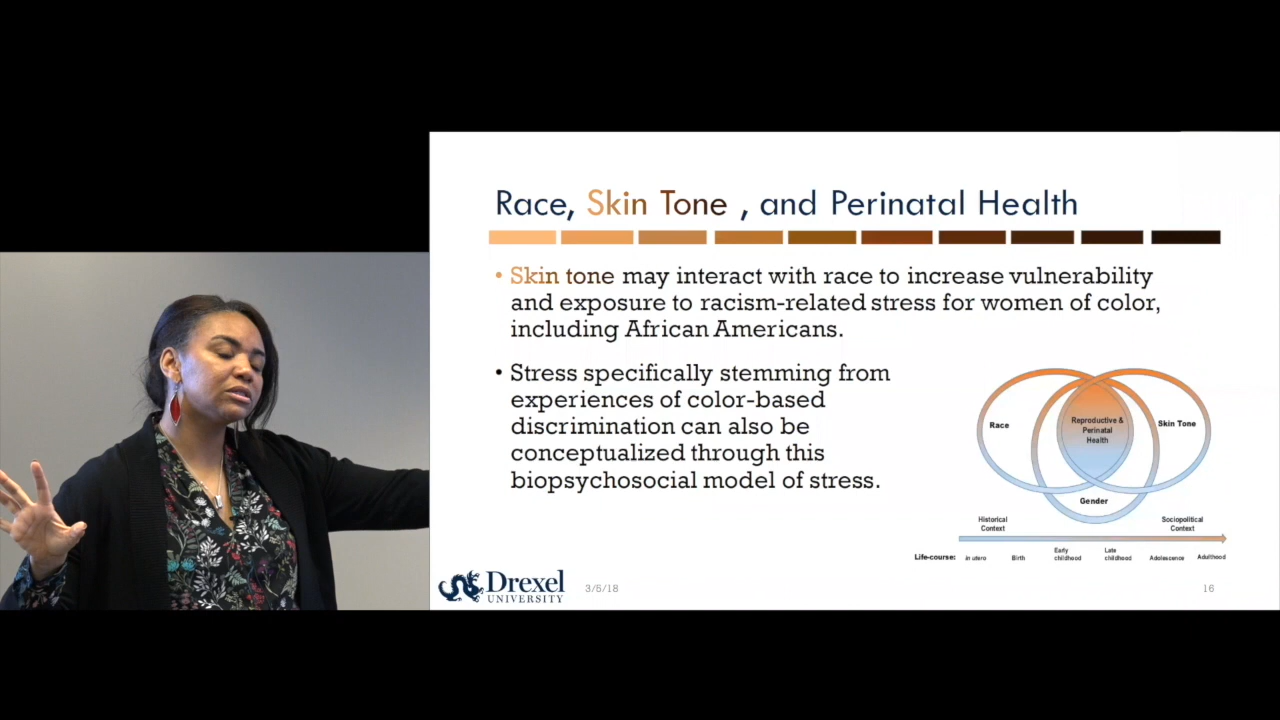 Race, Skin Tone , and Perinatal Health
• Skin tone may interact with race to increase vulnerability
and exposure to racism-related stress for women of color,
including African Americans.
• Stress specifically stemming from
experiences of color-based
discrimination can also be
conceptualized through this
biopsychosocial model of stress.
Race
Reproductive &
Perinatal
Health
Skin Tone
Gender
Historical
Context
Sociopolitical
Context
Life-course:
in utero
Birth
Early
childhood
Late
childhood
Adolescence
Adulthood
Drexel
UNIVERSITY
3/5/18
16